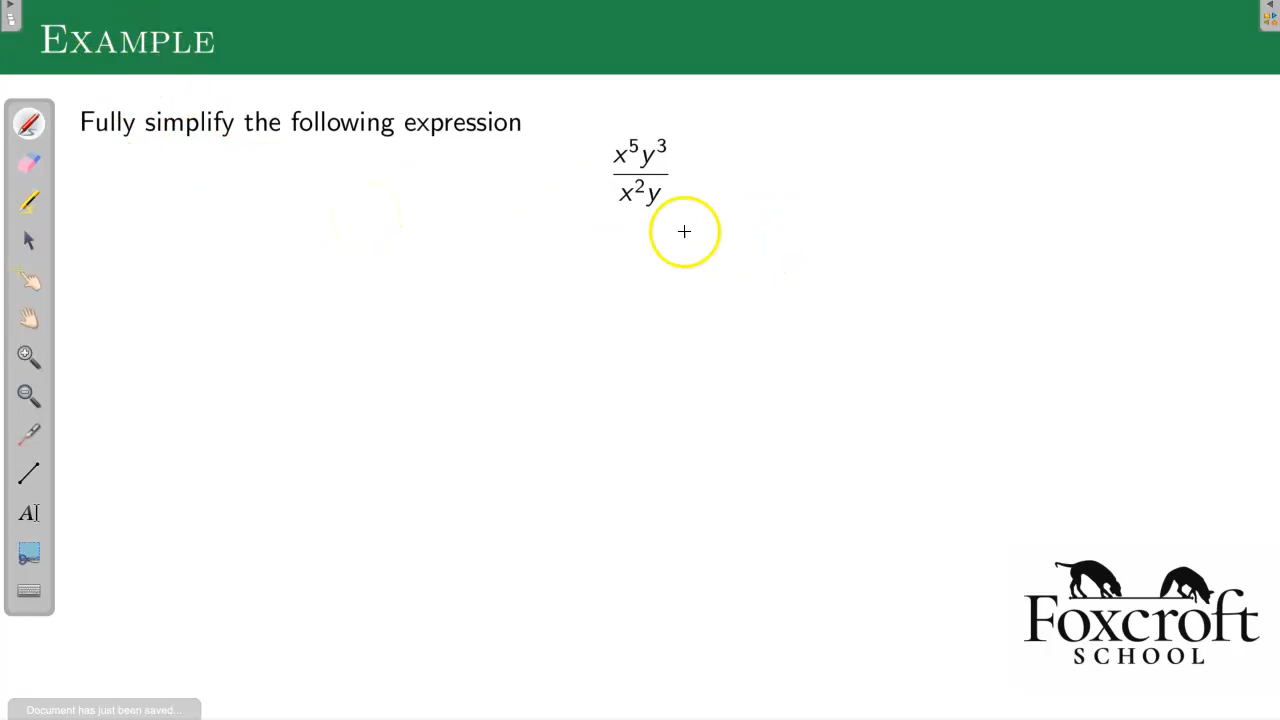 EXAMPLE
Fully simplify the following expression
x⁵y³
x²y
A
Foxcroft
SCHOOL
Document has just been saved...